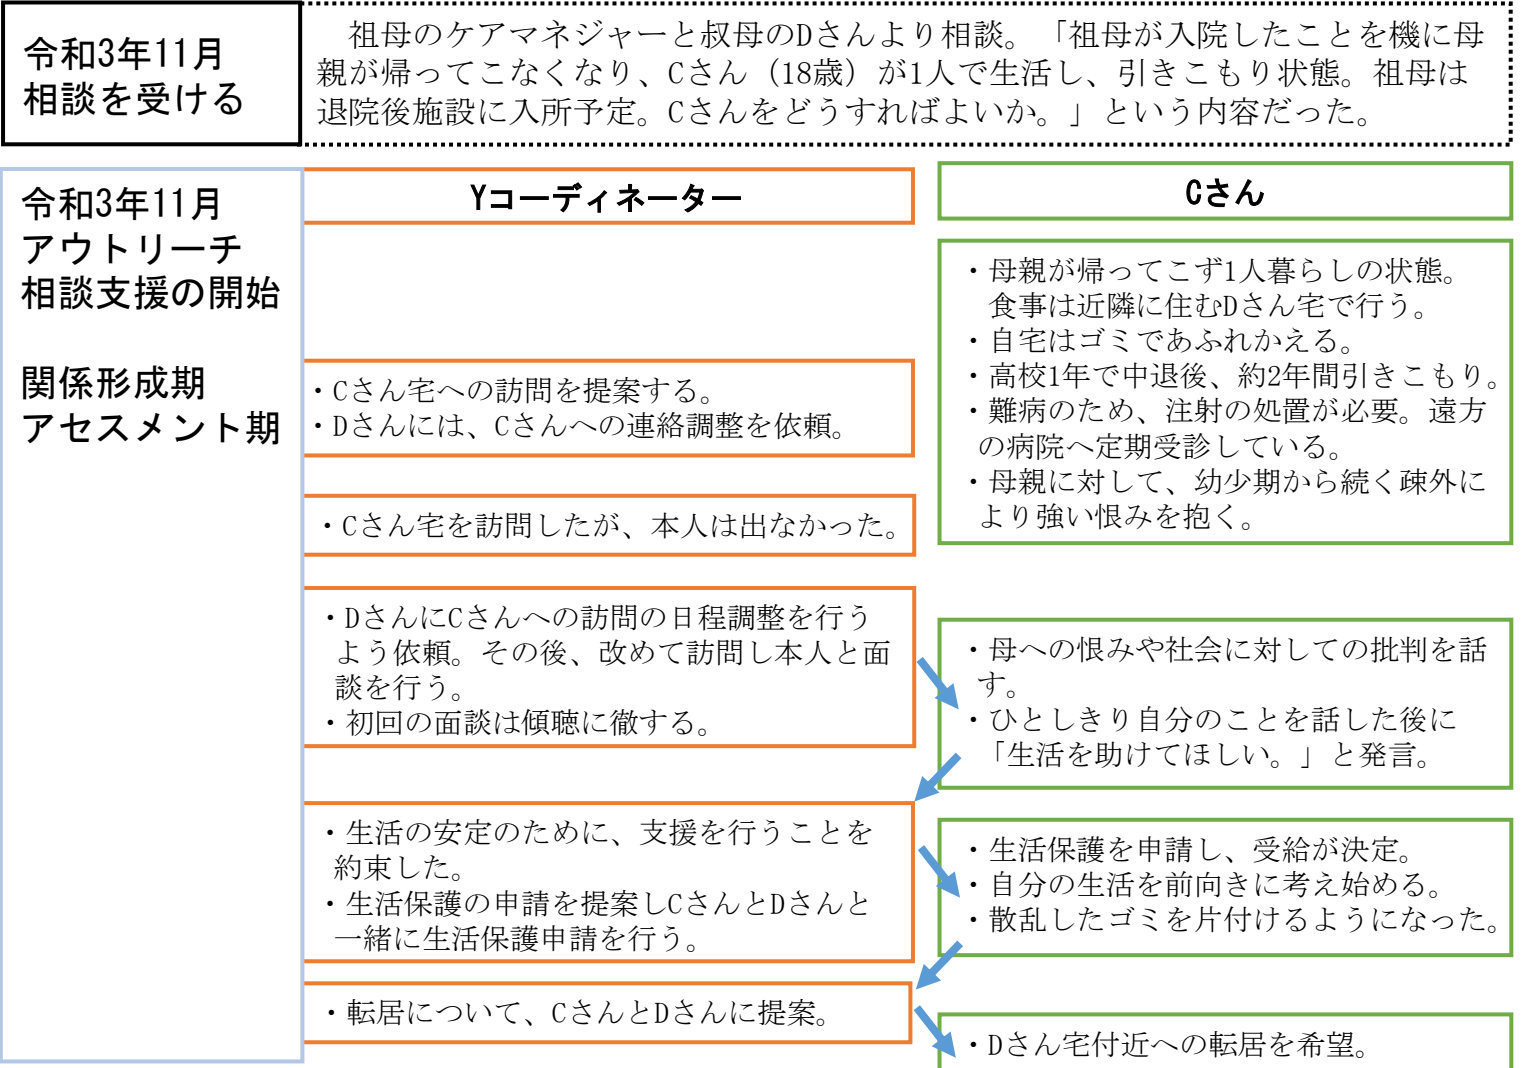 令和3年11月
相談を受ける
祖母のケアマネジャーと叔母のDさんより相談。「祖母が入院したことを機に母
親が帰ってこなくなり、Cさん（18歳）が1人で生活し、引きこもり状態。祖母は
退院後施設に入所予定。Cさんをどうすればよいか。」という内容だった。
令和3年11月
アウトリーチ
相談支援の開始
関係形成期
アセスメント期
Yコーディネーター
Cさん
・母親が帰ってこず1人暮らしの状態。
食事は近隣に住むDさん宅で行う。
・自宅はゴミであふれかえる。
・高校1年で中退後、約2年間引きこもり。
・難病のため、注射の処置が必要。遠方
の病院へ定期受診している。
・母親に対して、幼少期から続く疎外に
より強い恨みを抱く。
・Cさん宅への訪問を提案する。
・Dさんには、Cさんへの連絡調整を依頼。
・Cさん宅を訪問したが、本人は出なかった。
・DさんにCさんへの訪問の日程調整を行う
よう依頼。その後、改めて訪問し本人と面
談を行う。
・初回の面談は傾聴に徹する。
・母への恨みや社会に対しての批判を話
す。
・ひとしきり自分のことを話した後に
「生活を助けてほしい。」と発言。
・生活の安定のために、支援を行うことを
約束した。
・生活保護の申請を提案しCさんとDさんと
一緒に生活保護申請を行う。
・生活保護を申請し、受給が決定。
・自分の生活を前向きに考え始める。
・散乱したゴミを片付けるようになった。
・転居について、CさんとDさんに提案。
・Dさん宅付近への転居を希望。